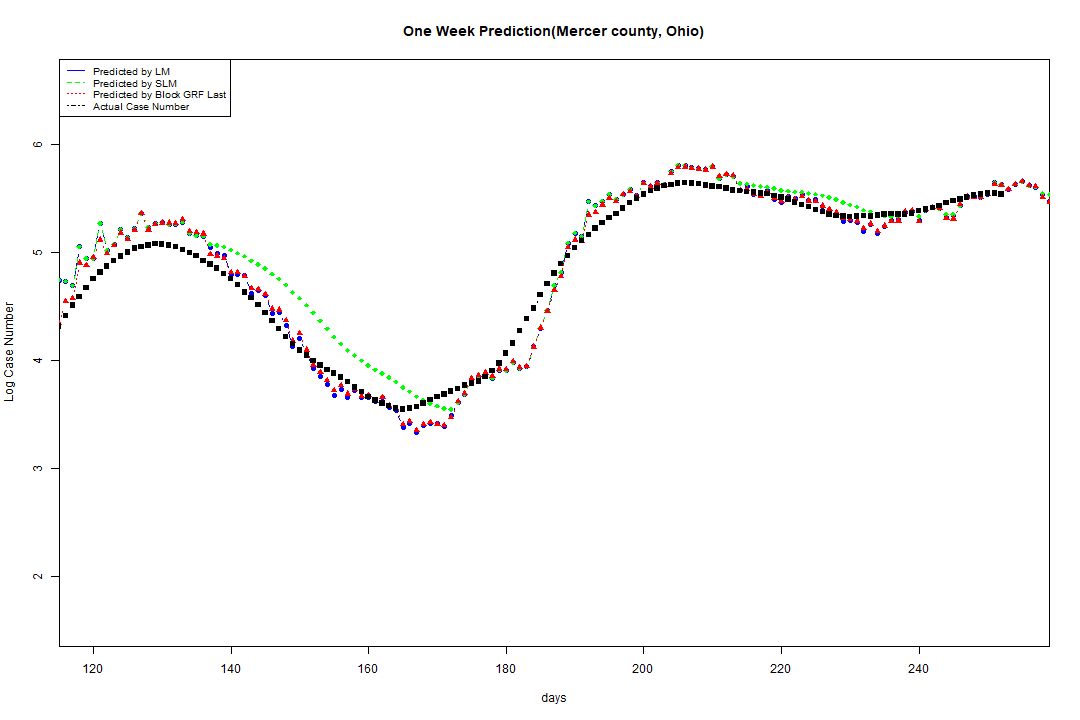 One Week Prediction(Mercer county, Ohio)
Predicted by LM
Predicted by SLM
Predicted by Block GRF Last
Actual Case Number
6
5
4
3
2
Log Case Number
120 140 160 180 200 220 240
days